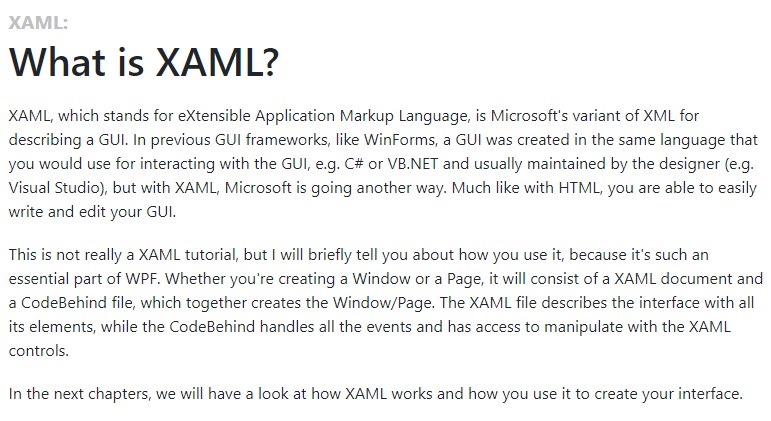 XAML:
What is XAML?
XAML, which stands for eXtensible Application Markup Language, is Microsoft's variant of XML for
describing a GUI. In previous GUI frameworks, like WinForms, a GUI was created in the same language that
you would use for interacting with the GUI, e.g. C# or VB.NET and usually maintained by the designer (e.g.
Visual Studio), but with XAML, Microsoft is going another way. Much like with HTML, you are able to easily
write and edit your GUI.
This is not really a XAML tutorial, but I will briefly tell you about how you use it, because it's such an
essential part of WPF. Whether you're creating a Window or a Page, it will consist of a XAML document and
a CodeBehind file, which together creates the Window/Page. The XAML file describes the interface with all
its elements, while the CodeBehind handles all the events and has access to manipulate with the XAML
controls.
In the next chapters, we will have a look at how XAML works and how you use it to create your interface.